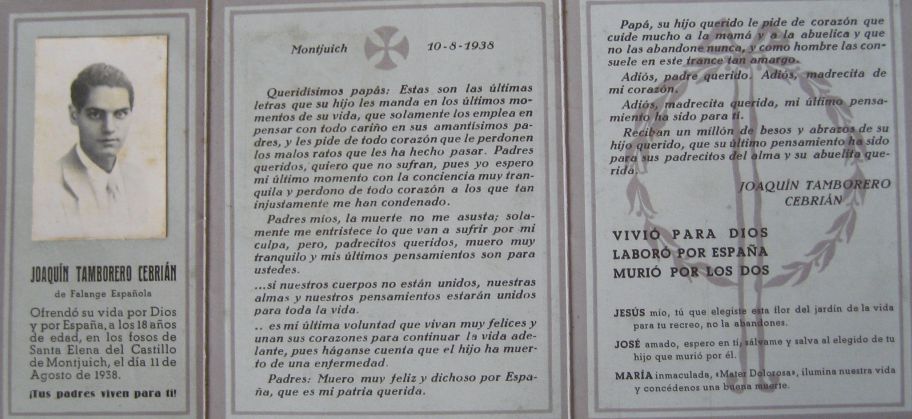 JOAQUÍN TAMBORERO CEBRIÁN
de Falange Española
Ofrendó su vida por Dios
y por España, a los 18 años
de edad, en los fosos de
Santa Elena del Castillo
de Montjuich, el día 11 de
Agosto de 1938.
¡Tus padres viven para ti!
Montjuich 10-8-1938
Queridísimos papás: Estas son las últimas
letras que su hijo les manda en los últimos mo-
mentos de su vida, que solamente los emplea en
pensar con todo cariño en sus amantísimos pa-
dres, y les pide de todo corazón que le perdonen
los malos ratos que les ha hecho pasar. Padres
queridos, quiero que no sufran, pues yo espero
mi último momento con la conciencia muy tran-
quila y perdono de todo corazón a los que tan
injustamente me han condenado.
Padres míos, la muerte no me asusta; sola-
mente me entristece lo que van a sufrir por mi
culpa, pero, padrecitos queridos, muero muy
tranquilo y mis últimos pensamientos son para
ustedes.
...si nuestros cuerpos no están unidos, nuestras
almas y nuestros pensamientos estarán unidos
para toda la vida.
.. es mi última voluntad que vivan muy felices y
unan sus corazones para continuar la vida ade-
lante, pues háganse cuenta que el hijo ha muer-
to de una enfermedad.
Padres: Muero muy feliz y dichoso por Espa-
ña, que es mi patria querida.
Papá, su hijo querido le pide de corazón que
cuide mucho a la mamá y a la abuelica y que
no las abandone nunca, y como hombre las con-
suele en este trance tan amargo.
Adiós, padre querido. Adiós, madrecita de
mi corazón.
Adiós, madrecita querida, mi último pensa-
miento ha sido para ti.
Reciban un millón de besos y abrazos de su
hijo querido, que su último pensamiento ha sido
para sus padrecitos del alma y su abuelita que-
rida.
JOAQUÍN TAMBORERO
CEBRIÁN
VIVIÓ PARA DIOS
LABORÓ POR ESPAÑA
MURIÓ POR LOS DOS
JESÚS mío, tú que elegiste esta flor del jardín de la vida
para tu recreo, no la abandones.
JOSÉ amado, espero en ti, sálvame y salva al elegido de tu
hijo que murió por él.
MARÍA inmaculada, «Mater Dolorosa», ilumina nuestra vida
y concédenos una buena muerte.